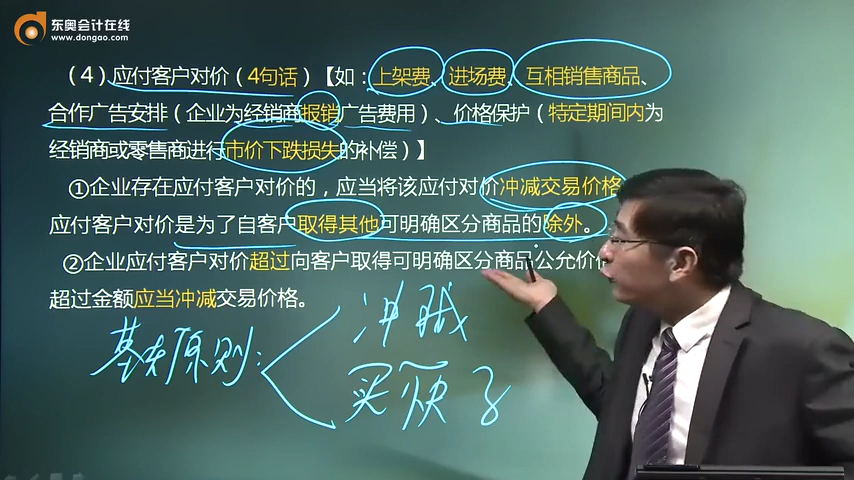 东奥会计在线
www.dongao.com
（4）应付客户对价（4句话）【如：上架费、进场费、互相销售商品、
合作广告安排（企业为经销商报销广告费用）、价格保护（特定期间内为
经销商或零售商进行市价下跌损失的补偿）】
①企业存在应付客户对价的，应当将该应付对价冲减交易价格
应付客户对价是为了自客户取得其他可明确区分商品的除外。
②企业应付客户对价超过向客户取得可明确区分商品公允价
超过金额应当冲减交易价格。
基本原则：
冲减
买筷子